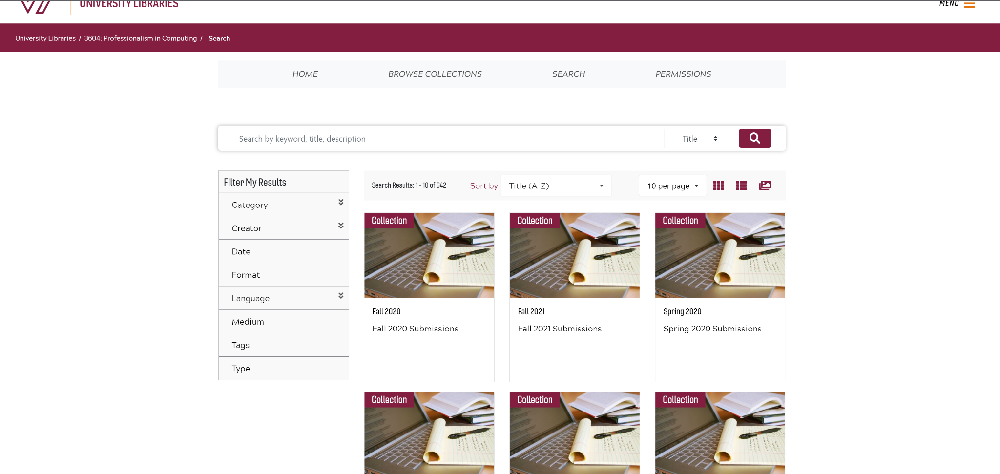 UNIVERSITY LIBRARIES
MENU
University Libraries / 3604: Professionalism in Computing / Search
HOME BROWSE COLLECTIONS SEARCH PERMISSIONS
Search by keyword, title, description
Title
Filter My Results
Category
Creator
Date
Format
Language
Medium
Tags
Type
Search Results: 1 - 10 of 642
Sort by
Title (A-Z)
10 per page
Collection
Fall 2020
Fall 2020 Submissions
Collection
Fall 2021
Fall 2021 Submissions
Collection
Spring 2020
Spring 2020 Submissions
Collection
Collection
Collection